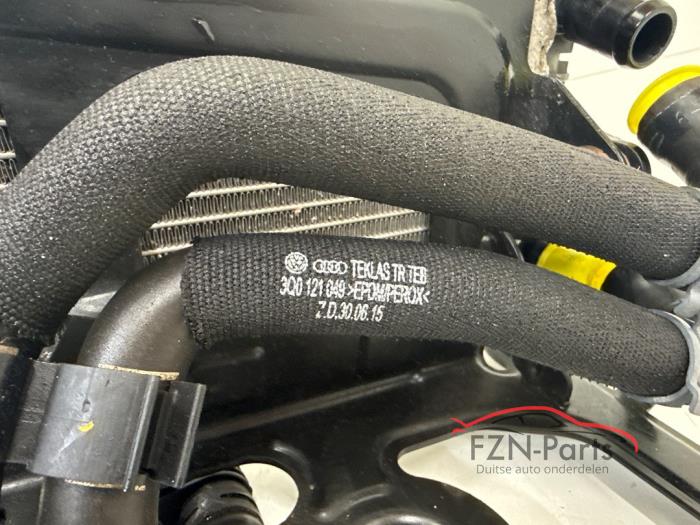 TEKLAS TR TEB
3Q0 121 049 >EPDM/PEROX<
Z.D.30.06.15
FZN-Parts
Duitse auto onderdelen